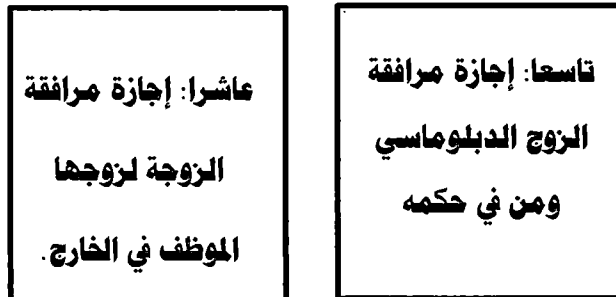 تاسعا: إجازة مرافقة
الزوج الدبلوماسي
ومن في حكمه
عاشرا: إجازة مرافقة
الزوجة لزوجها
الموظف في الخارج.